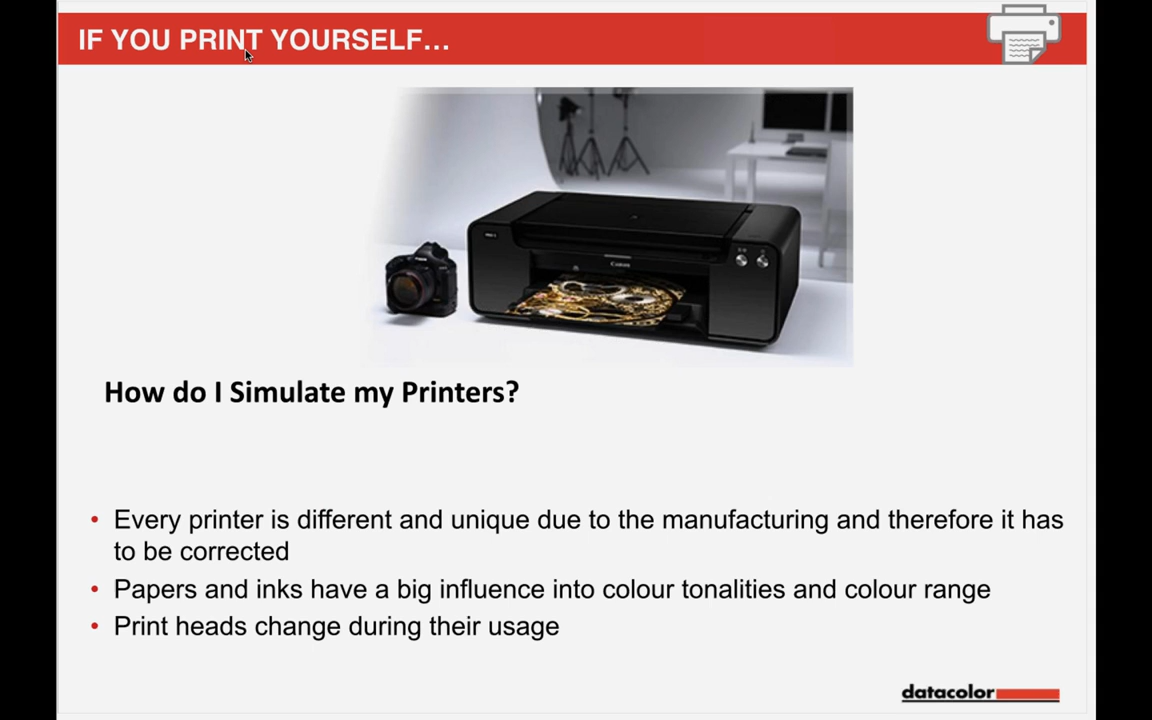 IF YOU PRINT YOURSELF...
Canon
How do I Simulate my Printers?
• Every printer is different and unique due to the manufacturing and therefore it has
to be corrected
• Papers and inks have a big influence into colour tonalities and colour range
• Print heads change during their usage
datacolor